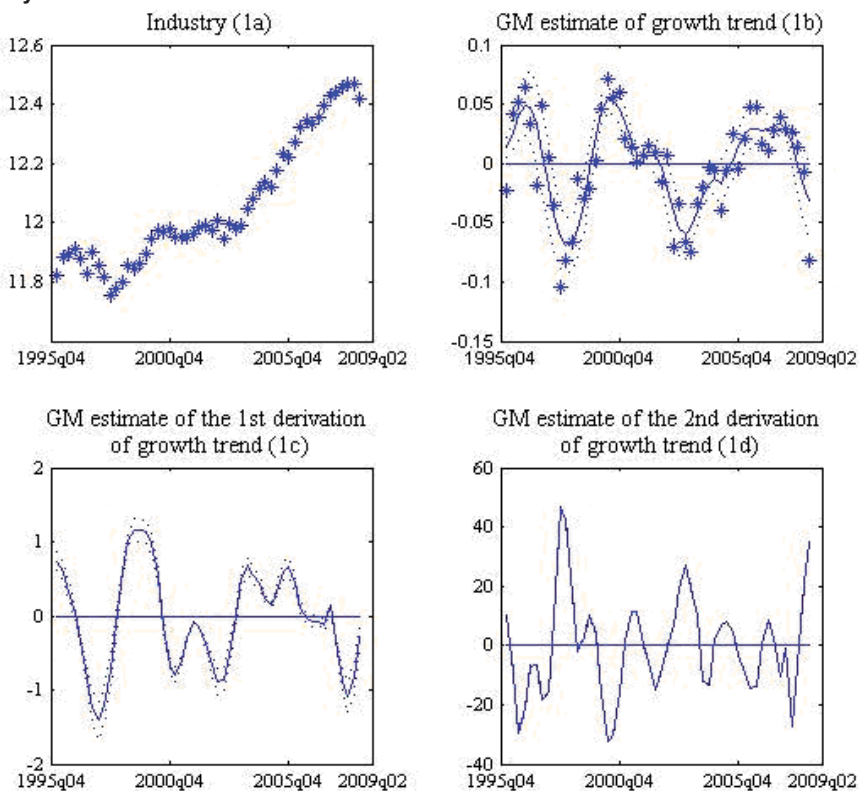 Industry (1a)
12.6
12.4
12.2
12
11.8
1995q04 2000q04 2005q04 2009q02
GM estimate of growth trend (1b)
0.1
0.05
0
-0.05
-0.1
-0.15
1995q04 2000q04 2005q04 2009q02
GM estimate of the 1st derivation
of growth trend (1c)
2
1
0
-1
-2
1995q04 2000q04 2005q04 2009q02
GM estimate of the 2nd derivation
of growth trend (1d)
60
40
20
0
-20
-40
1995q04 2000q04 2005q04 2009q02